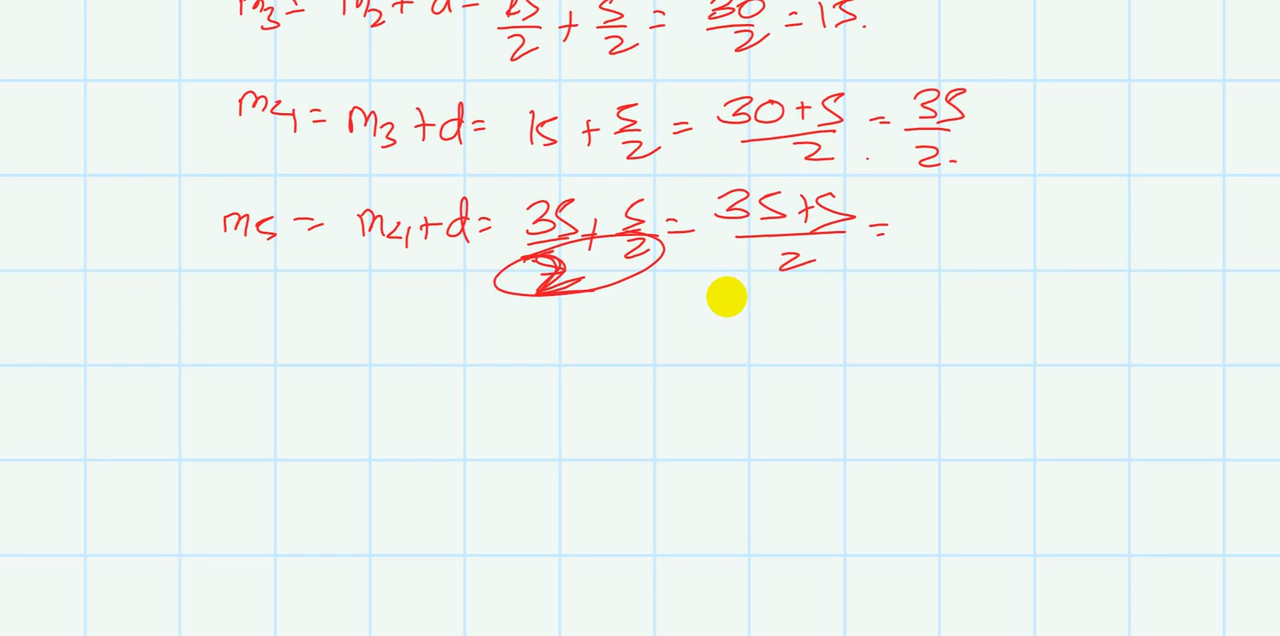 m3 = m2 + d = 25/2 + 5/2 = 30/2 = 15.
m4 = m3 + d = 15 + 5/2 = 30+5/2 = 35/2.
m5 = m4 + d = 35/2 + 5/2 = 35+5/2 =